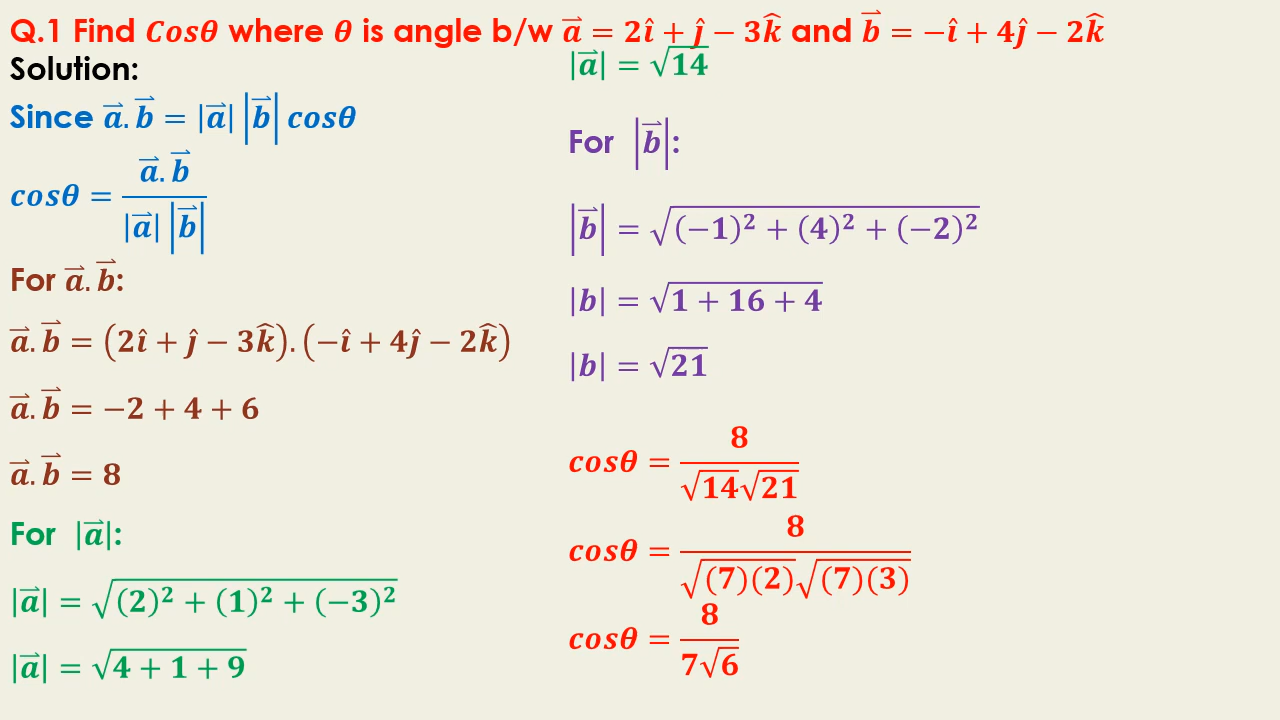 Q.1 Find Cosθ where θ is angle b/w a⃗ = 2î + ĵ − 3k̂ and b⃗ = −î + 4ĵ − 2k̂
Solution:
Since a⃗. b⃗ = |a⃗| |b⃗| cosθ
cosθ = a⃗. b⃗ / |a⃗| |b⃗|
For a⃗. b⃗:
a⃗. b⃗ = (2î + ĵ − 3k̂). (−î + 4ĵ − 2k̂)
a⃗. b⃗ = −2 + 4 + 6
a⃗. b⃗ = 8
For |a⃗|:
|a⃗| = √((2)² + (1)² + (−3)²)
|a⃗| = √(4 + 1 + 9)
|a⃗| = √14
For |b⃗|:
|b⃗| = √((−1)² + (4)² + (−2)²)
|b| = √(1 + 16 + 4)
|b| = √21
cosθ = 8 / √14√21
cosθ = 8 / √(7)(2)√(7)(3)
cosθ = 8 / 7√6